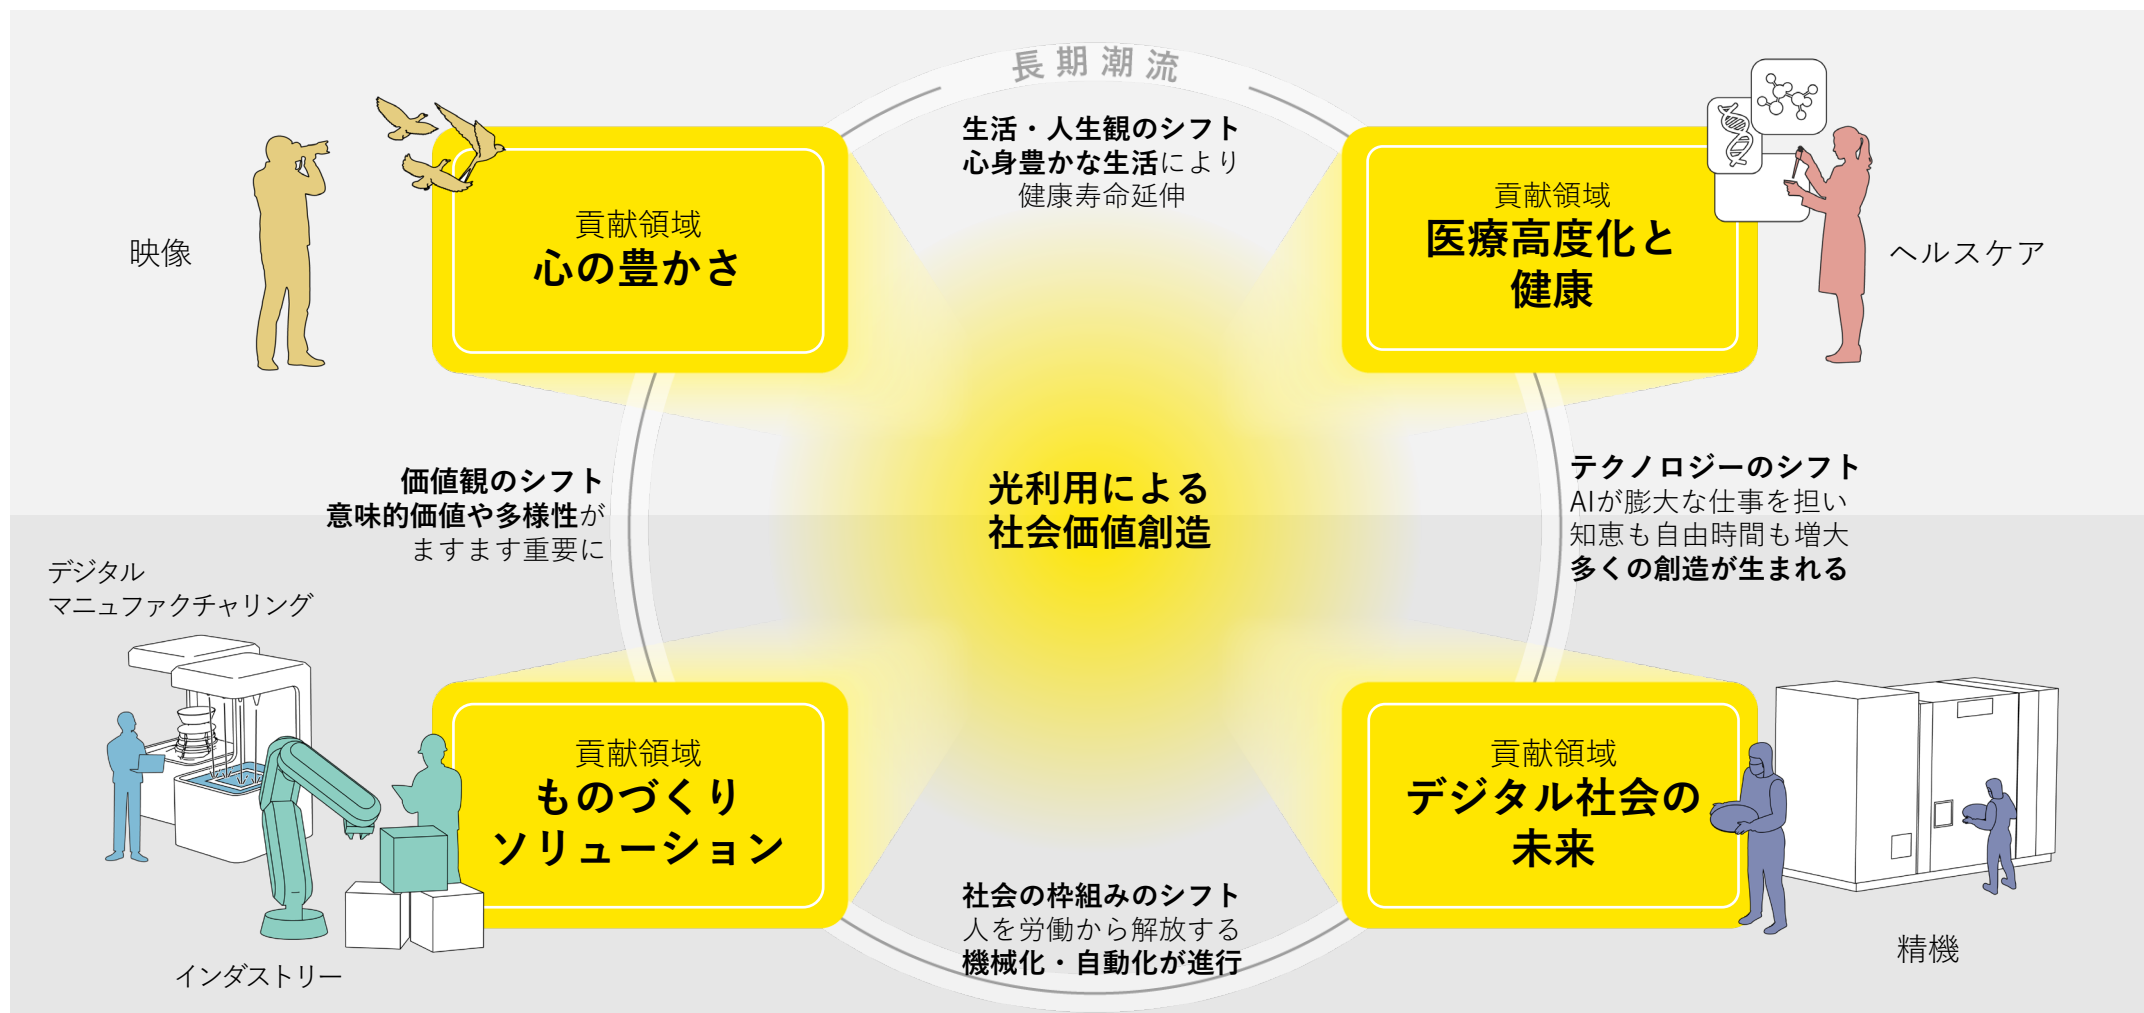 長期潮流
生活・人生観のシフト
心身豊かな生活により
健康寿命延伸
映像
貢献領域
心の豊かさ
貢献領域
医療高度化と
健康
ヘルスケア
価値観のシフト
意味的価値や多様性が
ますます重要に
光利用による
社会価値創造
テクノロジーのシフト
AIが膨大な仕事を担い
知恵も自由時間も増大
多くの創造が生まれる
デジタル
マニュファクチャリング
インダストリー
貢献領域
ものづくり
ソリューション
社会の枠組みのシフト
人を労働から解放する
機械化・自動化が進行
貢献領域
デジタル社会の
未来
精機